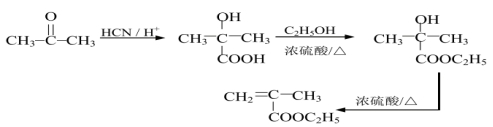 O
CH₃—C—CH₃
HCN / H⁺
OH
CH₃—C—CH₃
COOH
C₂H₅OH
浓硫酸/△
OH
CH₃—C—CH₃
COOC₂H₅
浓硫酸/△
CH₂=C—CH₃
COOC₂H₅